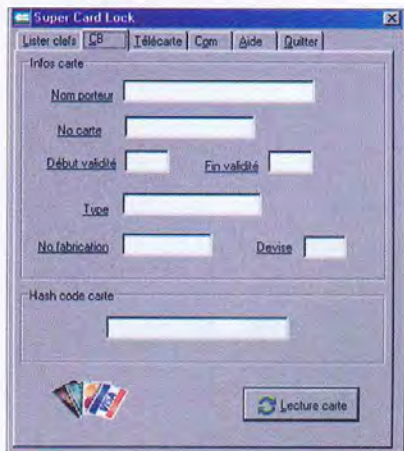 Super Card Lock
Lister clefs CB Télécarte Com Aide Quitter
Infos carte
Nom porteur
No carte
Début validité Fin validité
Type
No fabrication Devise
Hash code carte
VISA
Lecture carte